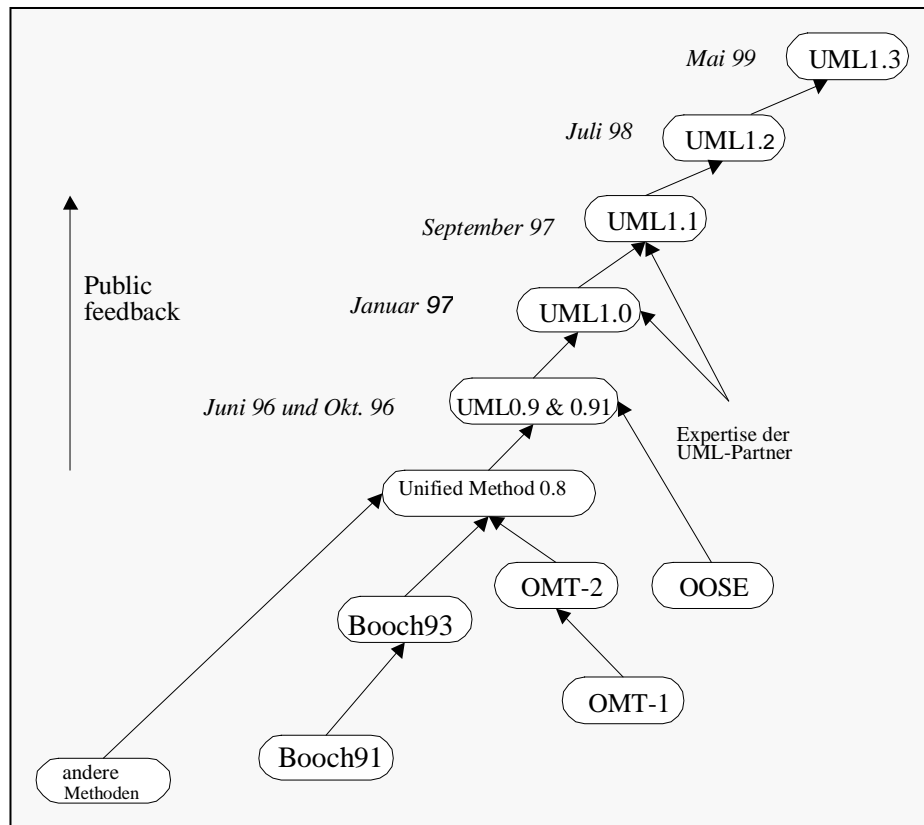 Mai 99
UML1.3
Juli 98
UML1.2
September 97
UML1.1
Public
feedback
Januar 97
UML1.0
Juni 96 und Okt. 96
UML0.9 & 0.91
Expertise der
UML-Partner
Unified Method 0.8
OMT-2
OOSE
Booch93
OMT-1
Booch91
andere
Methoden